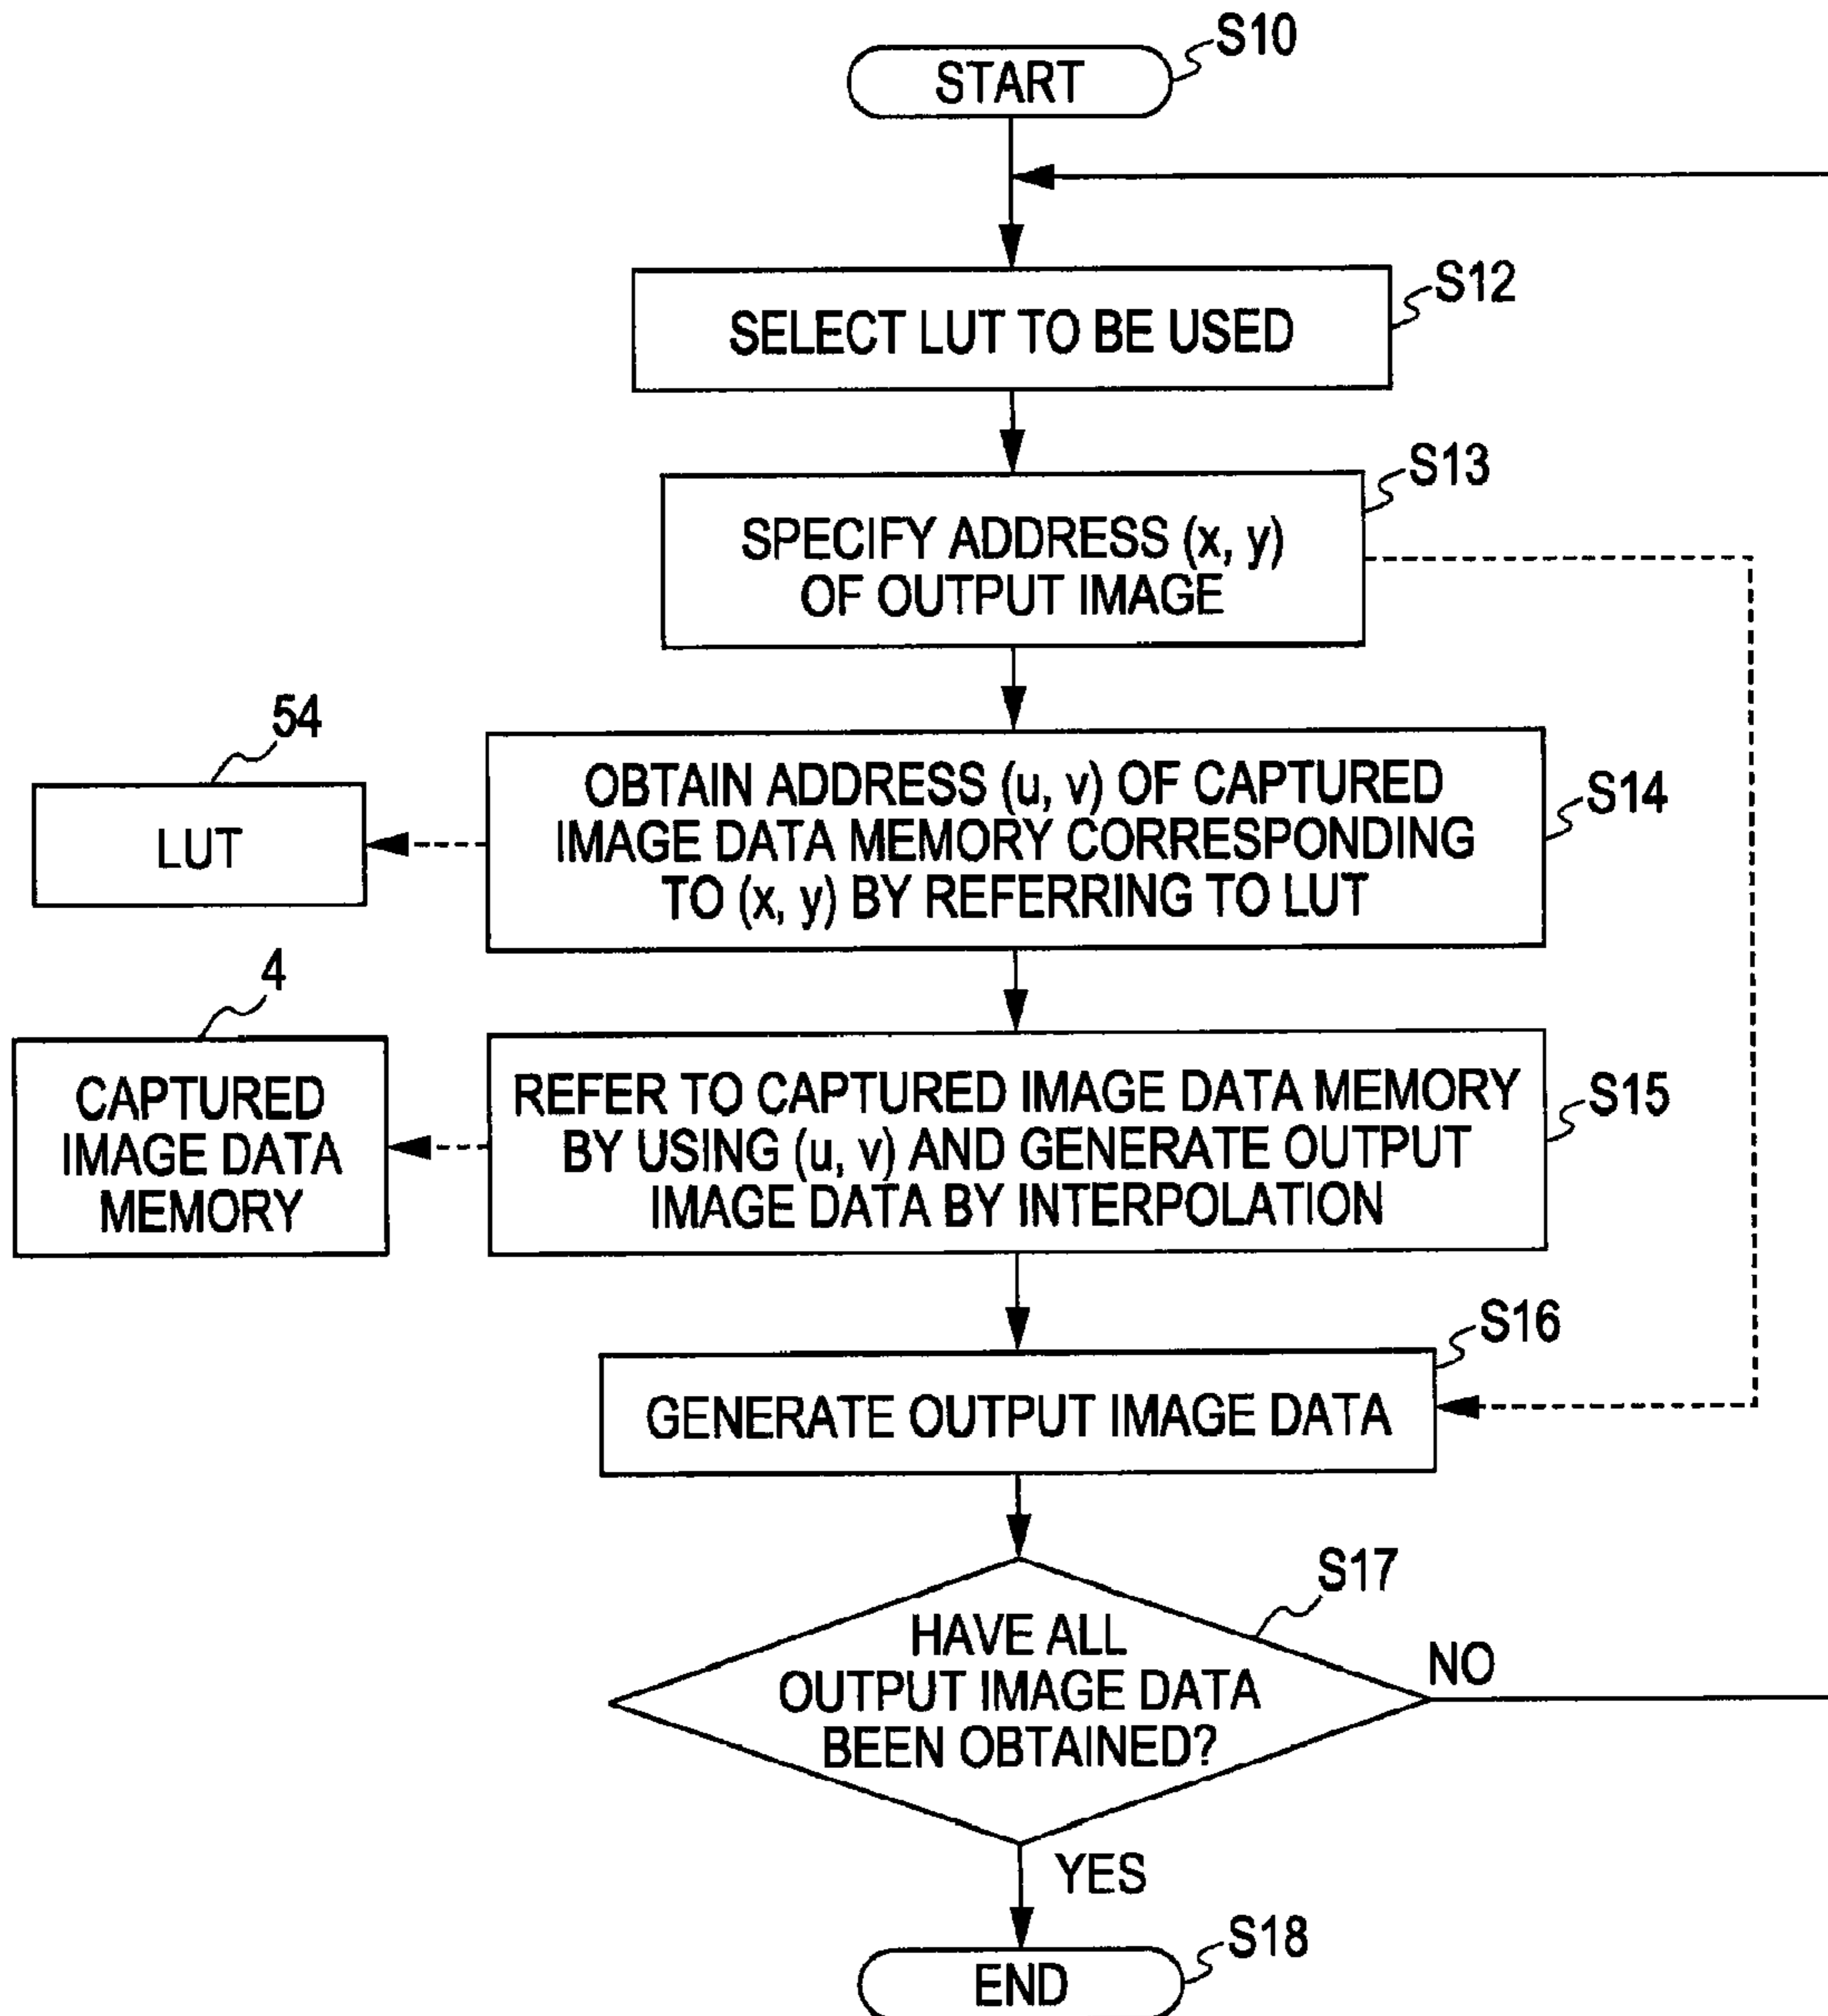 S10
START
S12
SELECT LUT TO BE USED
S13
SPECIFY ADDRESS (x, y)
OF OUTPUT IMAGE
54
LUT
OBTAIN ADDRESS (u, v) OF CAPTURED
IMAGE DATA MEMORY CORRESPONDING
TO (x, y) BY REFERRING TO LUT
S14
4
CAPTURED
IMAGE DATA
MEMORY
REFER TO CAPTURED IMAGE DATA MEMORY
BY USING (u, v) AND GENERATE OUTPUT
IMAGE DATA BY INTERPOLATION
S15
S16
GENERATE OUTPUT IMAGE DATA
S17
HAVE ALL
OUTPUT IMAGE DATA
BEEN OBTAINED?
NO
YES
S18
END